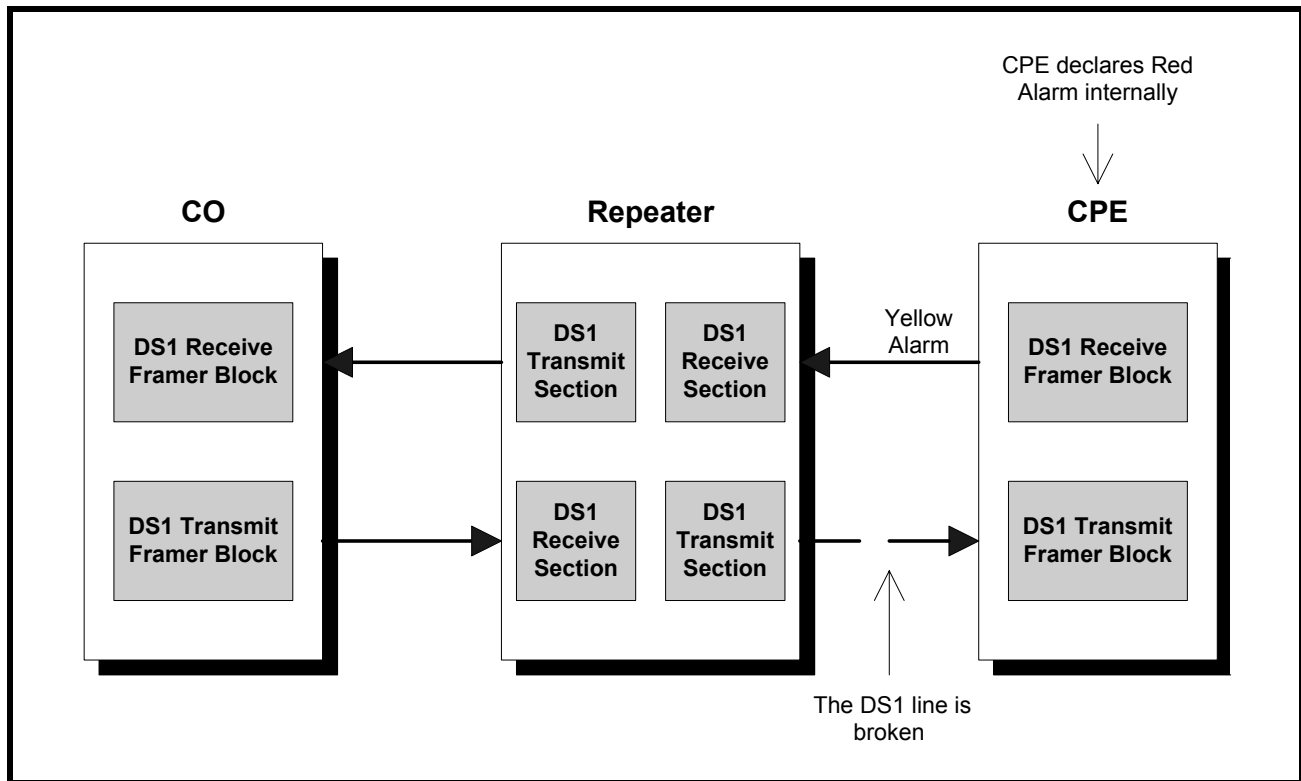 CPE declares Red
Alarm internally
CO
Repeater
CPE
DS1 Receive
Framer Block
DS1
Transmit
Section
DS1
Receive
Section
Yellow
Alarm
DS1 Receive
Framer Block
DS1 Transmit
Framer Block
DS1
Receive
Section
DS1
Transmit
Section
DS1 Transmit
Framer Block
The DS1 line is
broken